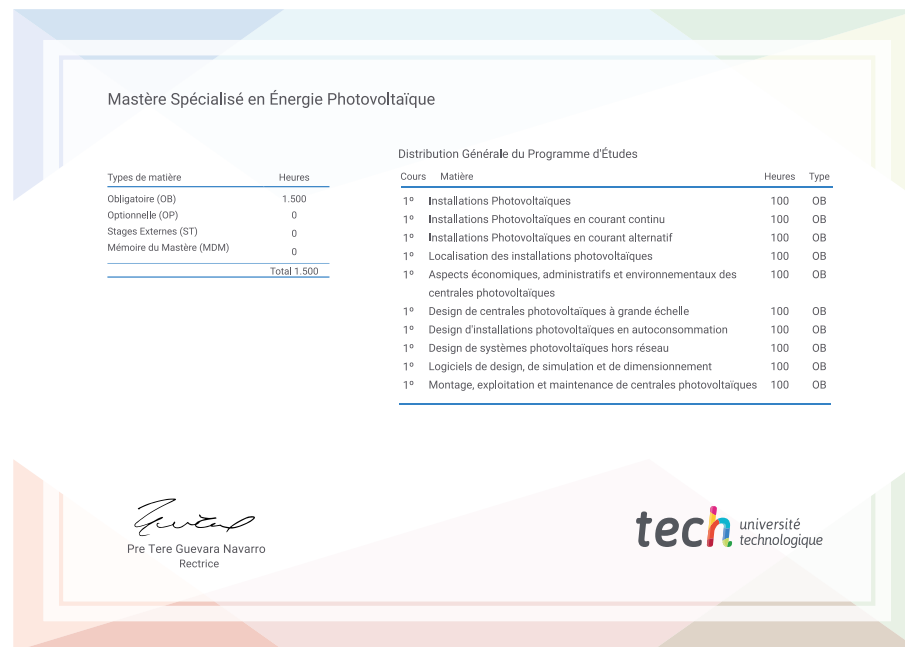 Mastère Spécialisé en Énergie Photovoltaïque
Types de matière Heures
Obligatoire (OB) 1.500
Optionnelle (OP) 0
Stages Externes (ST) 0
Mémoire du Mastère (MDM) 0
Total 1.500
Distribution Générale du Programme d'Études
Cours Matière Heures Type
1º Installations Photovoltaïques 100 OB
1º Installations Photovoltaïques en courant continu 100 OB
1º Installations Photovoltaïques en courant alternatif 100 OB
1º Localisation des installations photovoltaïques 100 OB
1º Aspects économiques, administratifs et environnementaux des 100 OB
centrales photovoltaïques
1º Design de centrales photovoltaïques à grande échelle 100 OB
1º Design d'installations photovoltaïques en autoconsommation 100 OB
1º Design de systèmes photovoltaïques hors réseau 100 OB
1º Logiciels de design, de simulation et de dimensionnement 100 OB
1º Montage, exploitation et maintenance de centrales photovoltaïques 100 OB
Pre Tere Guevara Navarro
Rectrice
tech université
technologique